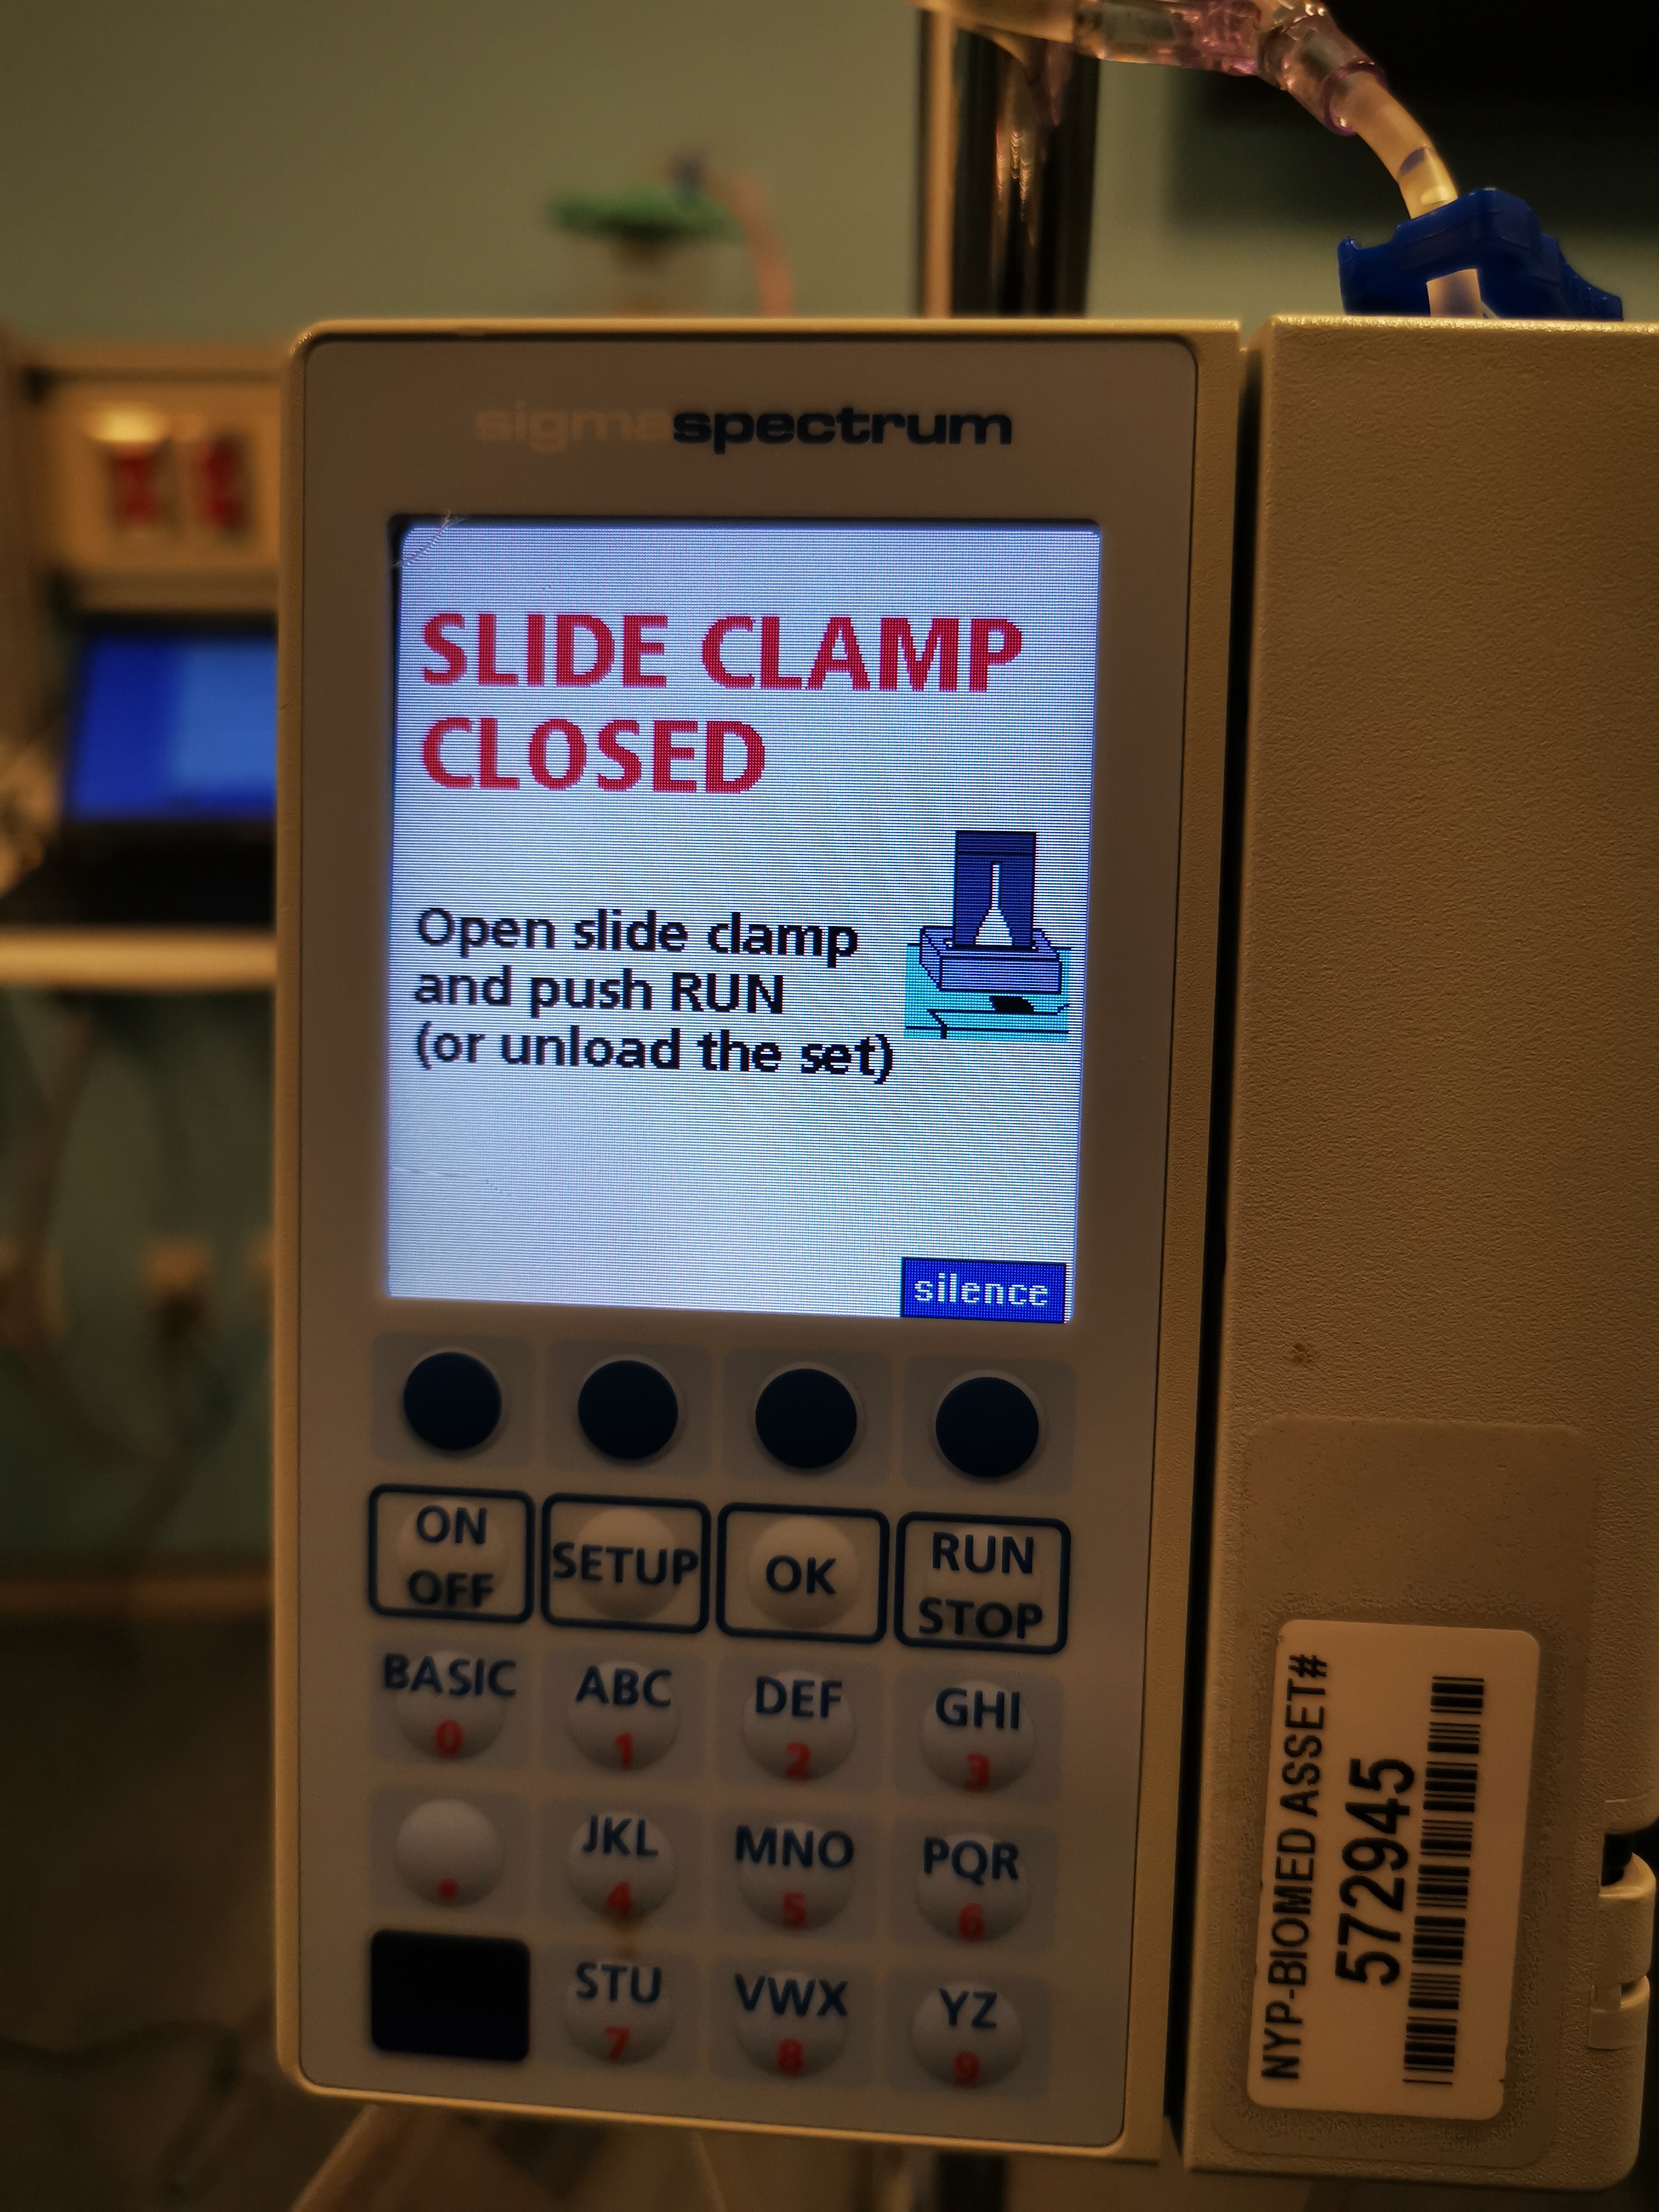 sigmaspectrum
SLIDE CLAMP
CLOSED
Open slide clamp
and push RUN
(or unload the set)
silence
ON
OFF
SETUP
OK
RUN
STOP
BASIC
0
ABC
1
DEF
2
GHI
3
.
JKL
4
MNO
5
PQR
6
STU
7
VWX
8
YZ
9
NYP-BIOMED ASSET#
572945